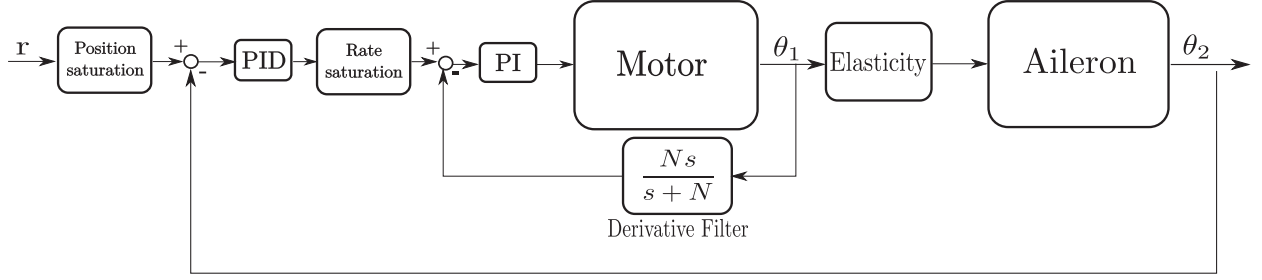 r
Position
saturation
+
-
PID
Rate
saturation
+
-
PI
Motor
θ₁
Elasticity
Aileron
θ₂
Ns
s + N
Derivative Filter